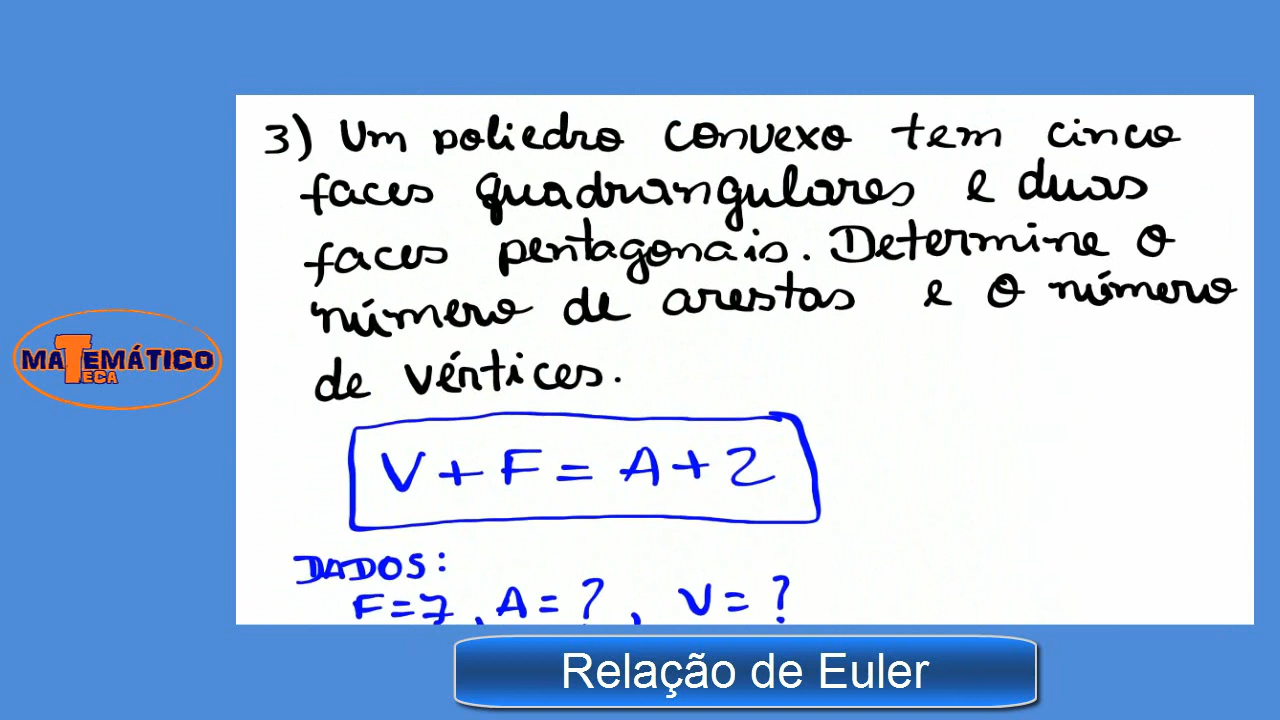 3) Um poliedro convexo tem cinco
faces quadrangulares e duas
faces pentagonais. Determine o
número de arestas e o número
de vértices.
V + F = A + 2
DADOS:
F = 7 , A = ? , V = ?
MATEMÁTICO
TECA
Relação de Euler